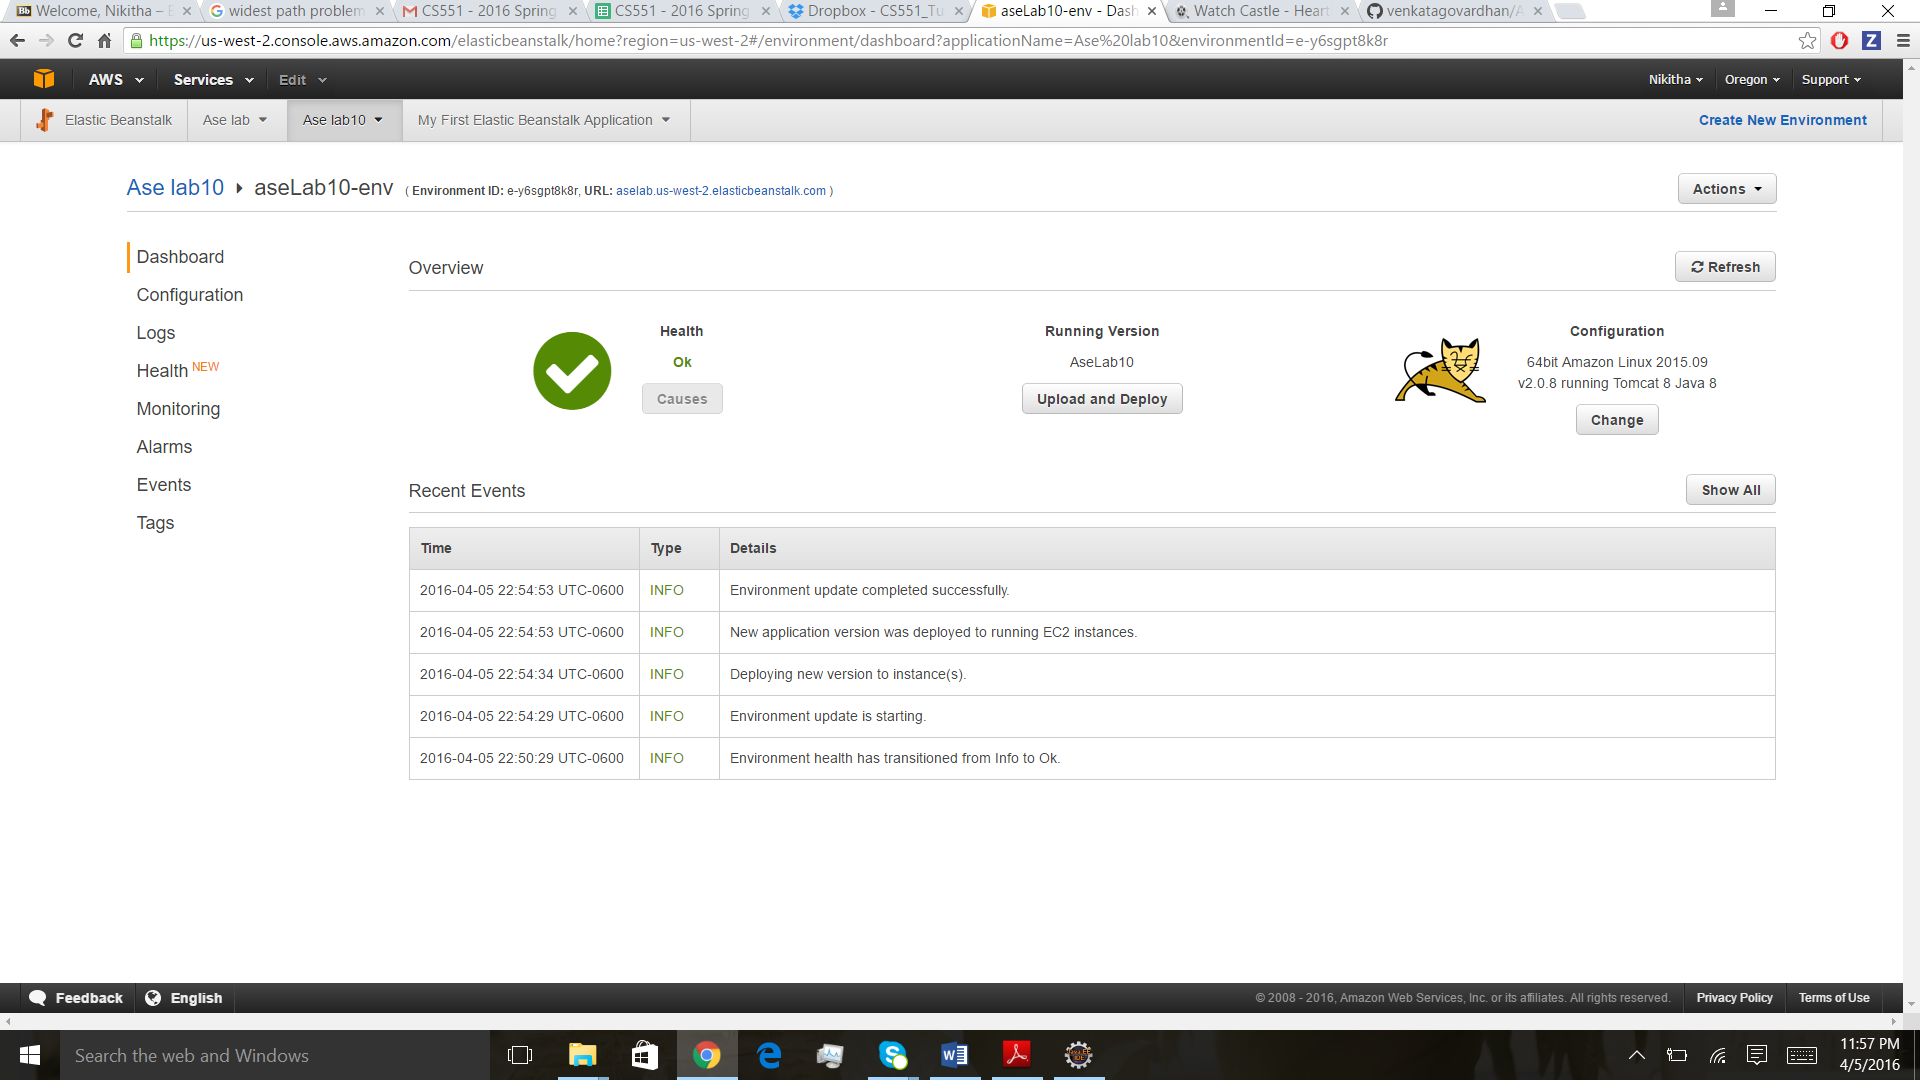 Welcome, Nikitha –
widest path problem
CS551 - 2016 Spring
CS551 - 2016 Spring
Dropbox - CS551_Tu
aseLab10-env - Dash
Watch Castle - Heart
venkatagovardhan/A
https://us-west-2.console.aws.amazon.com/elasticbeanstalk/home?region=us-west-2#/environment/dashboard?applicationName=Ase%20lab10&environmentId=e-y6sgpt8k8r
AWS Services Edit Nikitha Oregon Support
Elastic Beanstalk Ase lab Ase lab10 My First Elastic Beanstalk Application Create New Environment
Ase lab10 aseLab10-env ( Environment ID: e-y6sgpt8k8r, URL: aselab.us-west-2.elasticbeanstalk.com ) Actions
Dashboard
Configuration
Logs
Health NEW
Monitoring
Alarms
Events
Tags
Overview Refresh
Health
Ok
Causes
Running Version
AseLab10
Upload and Deploy
Configuration
64bit Amazon Linux 2015.09
v2.0.8 running Tomcat 8 Java 8
Change
Recent Events Show All
Time Type Details
2016-04-05 22:54:53 UTC-0600 INFO Environment update completed successfully.
2016-04-05 22:54:53 UTC-0600 INFO New application version was deployed to running EC2 instances.
2016-04-05 22:54:34 UTC-0600 INFO Deploying new version to instance(s).
2016-04-05 22:54:29 UTC-0600 INFO Environment update is starting.
2016-04-05 22:50:29 UTC-0600 INFO Environment health has transitioned from Info to Ok.
Feedback English © 2008 - 2016, Amazon Web Services, Inc. or its affiliates. All rights reserved. Privacy Policy Terms of Use
Search the web and Windows
11:57 PM
4/5/2016